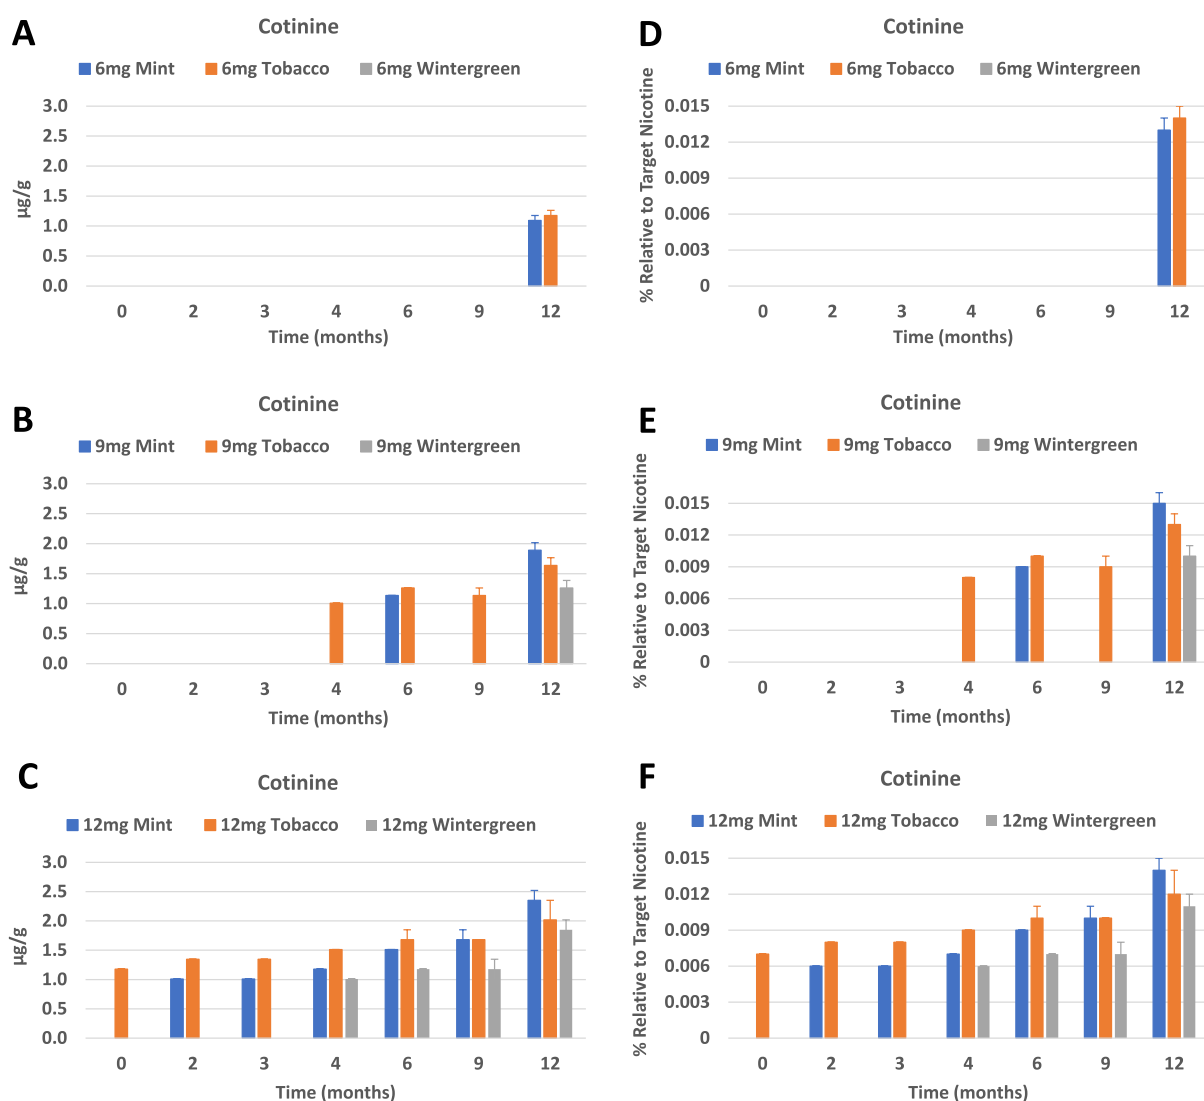 A
Cotinine
6mg Mint 6mg Tobacco 6mg Wintergreen
µg/g
3.0
2.5
2.0
1.5
1.0
0.5
0.0
0 2 3 4 6 9 12
Time (months)
D
Cotinine
6mg Mint 6mg Tobacco 6mg Wintergreen
% Relative to Target Nicotine
0.015
0.012
0.009
0.006
0.003
0
0 2 3 4 6 9 12
Time (months)
B
Cotinine
9mg Mint 9mg Tobacco 9mg Wintergreen
µg/g
3.0
2.5
2.0
1.5
1.0
0.5
0.0
0 2 3 4 6 9 12
Time (months)
E
Cotinine
9mg Mint 9mg Tobacco 9mg Wintergreen
% Relative to Target Nicotine
0.015
0.012
0.009
0.006
0.003
0
0 2 3 4 6 9 12
Time (months)
C
Cotinine
12mg Mint 12mg Tobacco 12mg Wintergreen
µg/g
3.0
2.5
2.0
1.5
1.0
0.5
0.0
0 2 3 4 6 9 12
Time (months)
F
Cotinine
12mg Mint 12mg Tobacco 12mg Wintergreen
% Relative to Target Nicotine
0.015
0.012
0.009
0.006
0.003
0
0 2 3 4 6 9 12
Time (months)